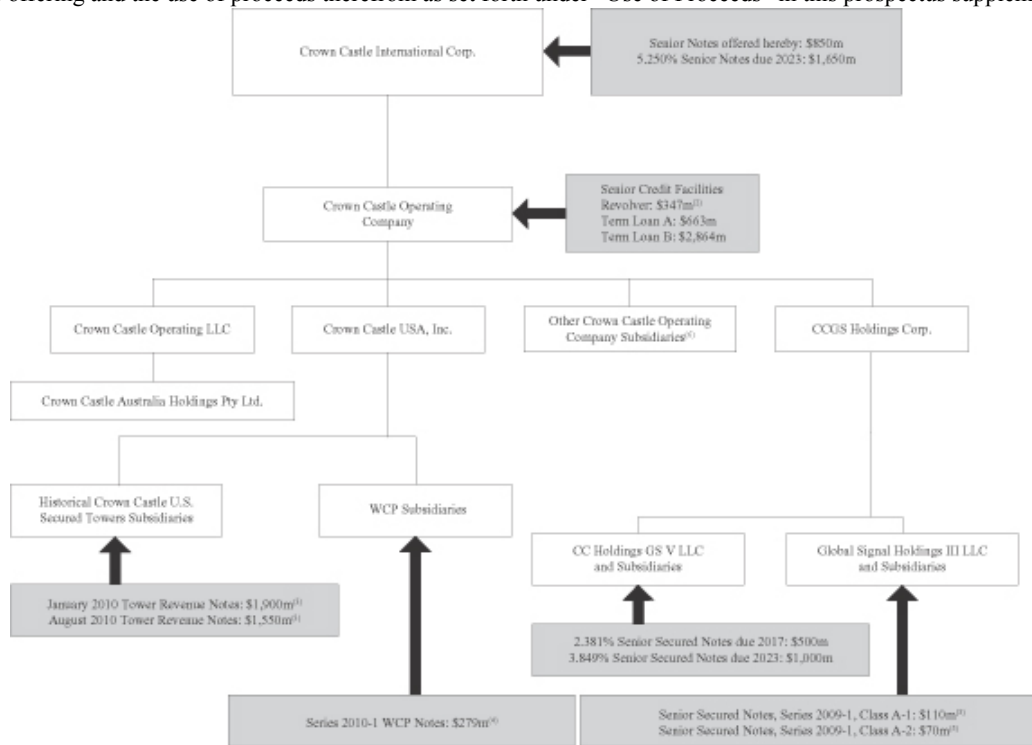 offering and the use of proceeds therefrom as set forth under "Use of Proceeds" in this prospectus supplem
Crown Castle International Corp.
Senior Notes offered hereby: $850m
5.250% Senior Notes due 2023: $1,650m
Crown Castle Operating
Company
Senior Credit Facilities
Revolver: $347m
Term Loan A: $663m
Term Loan B: $2,864m
Crown Castle Operating LLC
Crown Castle USA, Inc.
Other Crown Castle Operating
Company Subsidiaries
CCGS Holdings Corp.
Crown Castle Australia Holdings Pty Ltd.
Historical Crown Castle U.S.
Secured Towers Subsidiaries
WCP Subsidiaries
CC Holdings GS V LLC
and Subsidiaries
Global Signal Holdings III LLC
and Subsidiaries
January 2010 Tower Revenue Notes: $1,900m
August 2010 Tower Revenue Notes: $1,550m
2.381% Senior Secured Notes due 2017: $500m
3.849% Senior Secured Notes due 2023: $1,000m
Series 2010-1 WCP Notes: $279m
Senior Secured Notes, Series 2009-1, Class A-1: $110m
Senior Secured Notes, Series 2009-1, Class A-2: $70m